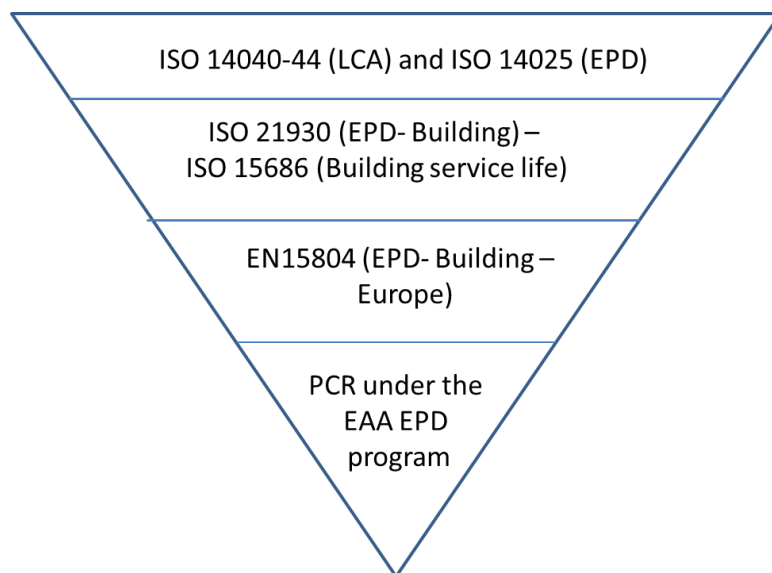 ISO 14040-44 (LCA) and ISO 14025 (EPD)
ISO 21930 (EPD- Building) –
ISO 15686 (Building service life)
EN15804 (EPD- Building –
Europe)
PCR under the
EAA EPD
program